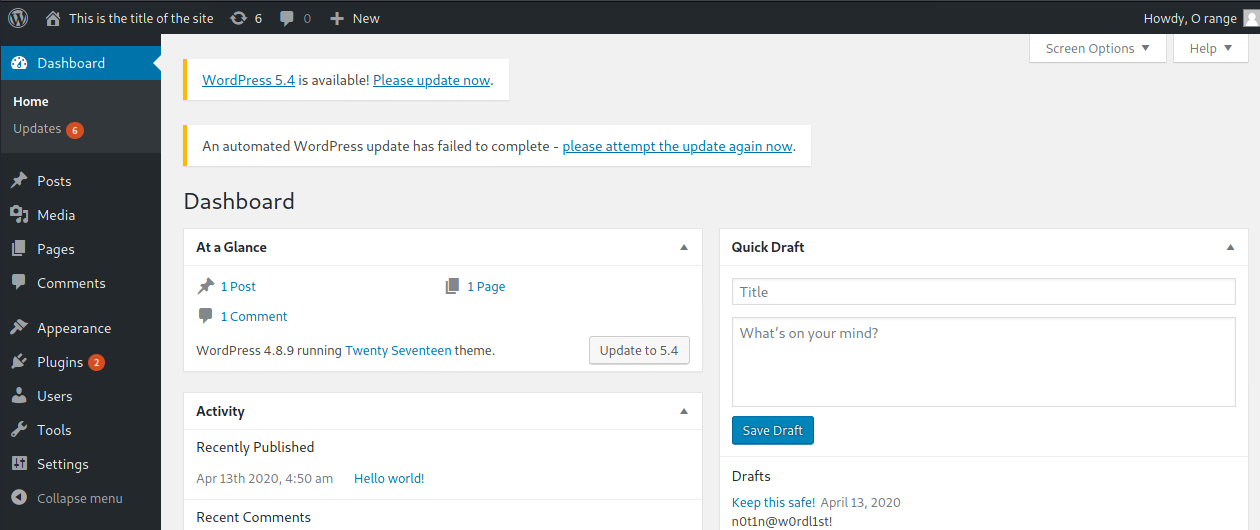 This is the title of the site 6 0 New Howdy, O range
Screen Options Help
Dashboard
Home
Updates 6
Posts
Media
Pages
Comments
Appearance
Plugins 2
Users
Tools
Settings
Collapse menu
WordPress 5.4 is available! Please update now.
An automated WordPress update has failed to complete - please attempt the update again now.
Dashboard
At a Glance
1 Post 1 Page
1 Comment
WordPress 4.8.9 running Twenty Seventeen theme. Update to 5.4
Activity
Recently Published
Apr 13th 2020, 4:50 am Hello world!
Recent Comments
Quick Draft
Title
What's on your mind?
Save Draft
Drafts
Keep this safe! April 13, 2020
n0t1n@w0rdl1st!